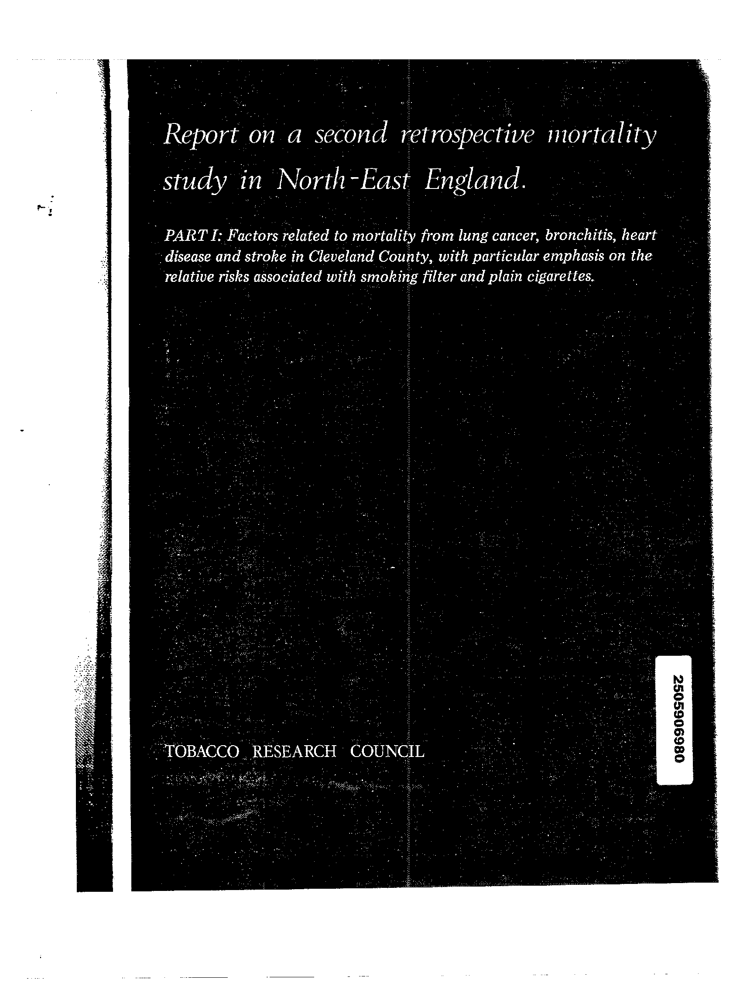 Report on a second retrospective mortality
study in North-East England.
PART I: Factors related to mortality from lung cancer, bronchitis, heart
disease and stroke in Cleveland County, with particular emphasis on the
relative risks associated with smoking filter and plain cigarettes.
TOBACCO RESEARCH COUNCIL
2505906980